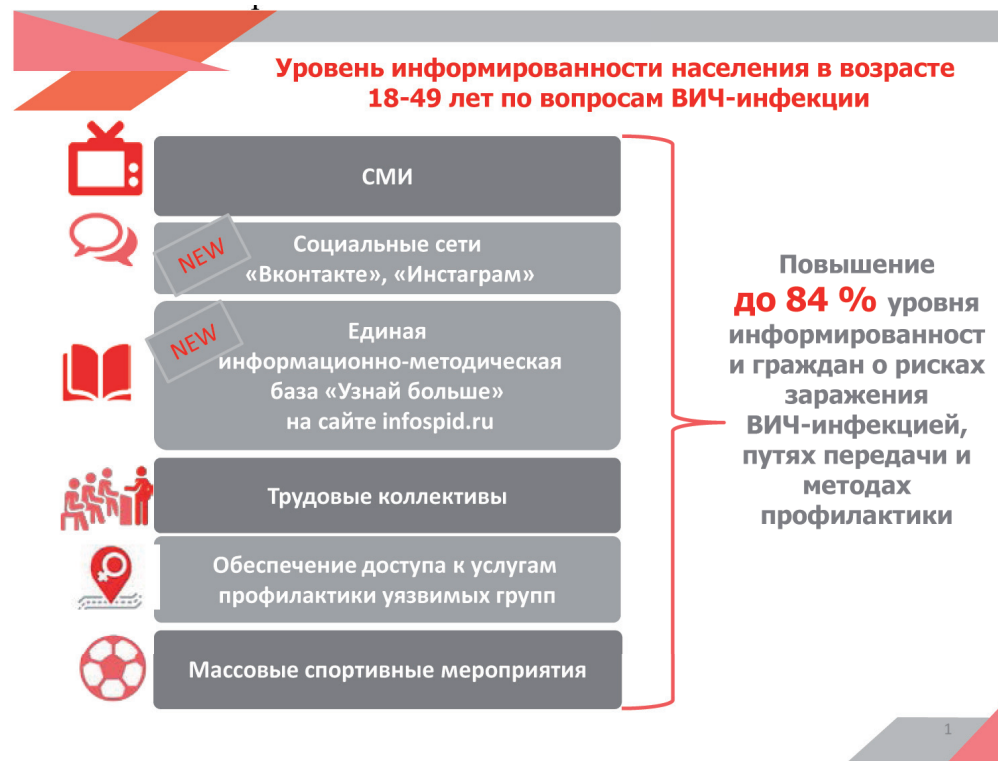 Уровень информированности населения в возрасте
18-49 лет по вопросам ВИЧ-инфекции
СМИ
NEW
Социальные сети
«Вконтакте», «Инстаграм»
NEW
Единая
информационно-методическая
база «Узнай больше»
на сайте infospid.ru
Трудовые коллективы
Обеспечение доступа к услугам
профилактики уязвимых групп
Массовые спортивные мероприятия
Повышение
до 84 % уровня
информированност
и граждан о рисках
заражения
ВИЧ-инфекцией,
путях передачи и
методах
профилактики
1